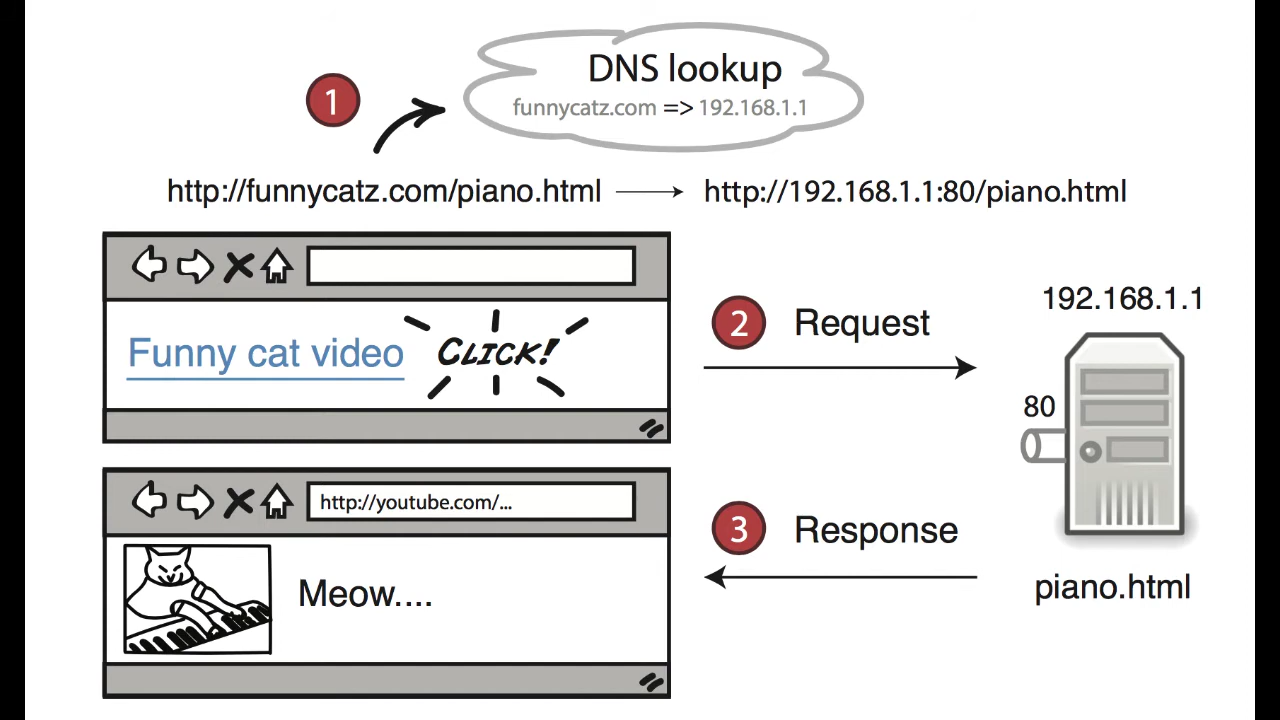 DNS lookup
funnycatz.com => 192.168.1.1
1
http://funnycatz.com/piano.html
http://192.168.1.1:80/piano.html
Funny cat video
CLICK!
2 Request
192.168.1.1
80
http://youtube.com/...
Meow....
3 Response
piano.html